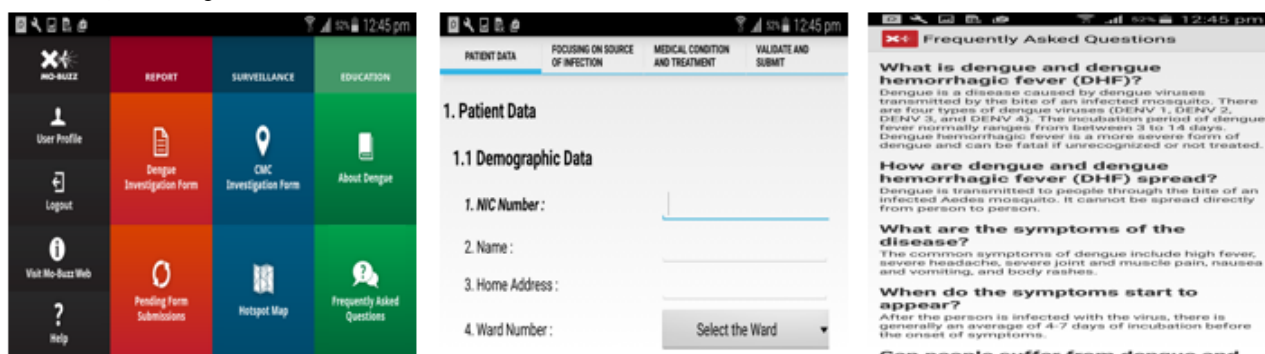 52% 12:45 pm
MO-BUZZ
REPORT
SURVEILLANCE
EDUCATION
User Profile
Dengue
Investigation Form
CMC
Investigation Form
About Dengue
Logout
Visit Mo-Buzz Web
Pending Form
Submissions
Hotspot Map
Frequently Asked
Questions
?
Help
52% 12:45 pm
PATIENT DATA
FOCUSING ON SOURCE
OF INFECTION
MEDICAL CONDITION
AND TREATMENT
VALIDATE AND
SUBMIT
1. Patient Data
1.1 Demographic Data
1. NIC Number :
2. Name :
3. Home Address :
4. Ward Number :
Select the Ward
52% 12:45 pm
Frequently Asked Questions
What is dengue and dengue
hemorrhagic fever (DHF)?
Dengue is a disease caused by dengue viruses
transmitted by the bite of an infected mosquito. There
are four types of dengue viruses (DENV 1, DENV 2,
DENV 3, and DENV 4). The incubation period of dengue
fever normally ranges from between 3 to 14 days.
Dengue hemorrhagic fever is a more severe form of
dengue and can be fatal if unrecognized or not treated.
How are dengue and dengue
hemorrhagic fever (DHF) spread?
Dengue is transmitted to people through the bite of an
infected Aedes mosquito. It cannot be spread directly
from person to person.
What are the symptoms of the
disease?
The common symptoms of dengue include high fever,
severe headache, severe joint and muscle pain, nausea
and vomiting, and body rashes.
When do the symptoms start to
appear?
After the person is infected with the virus, there is
generally an average of 4-7 days of incubation before
the onset of symptoms.
Can people suffer from dengue and